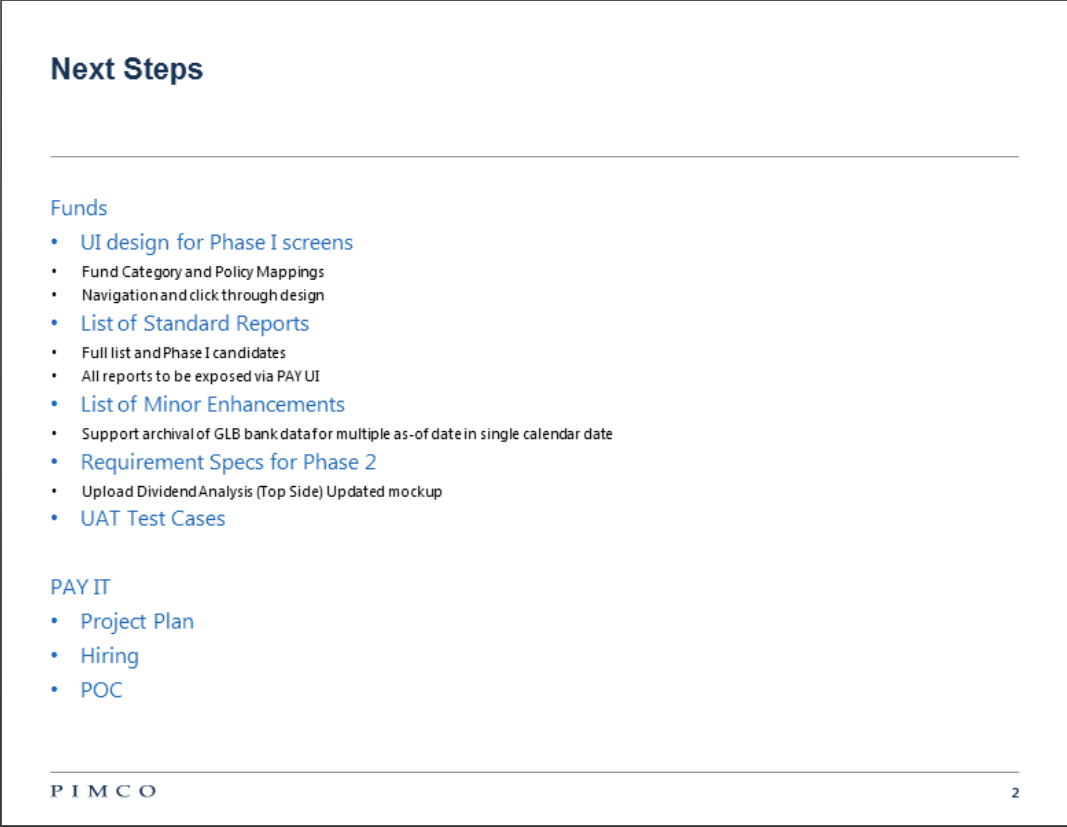 Next Steps
Funds
• UI design for Phase I screens
• Fund Category and Policy Mappings
• Navigation and click through design
• List of Standard Reports
• Full list and Phase I candidates
• All reports to be exposed via PAY UI
• List of Minor Enhancements
• Support archival of GLB bank data for multiple as-of date in single calendar date
• Requirement Specs for Phase 2
• Upload Dividend Analysis (Top Side) Updated mockup
• UAT Test Cases
PAY IT
• Project Plan
• Hiring
• POC
PIMCO
2